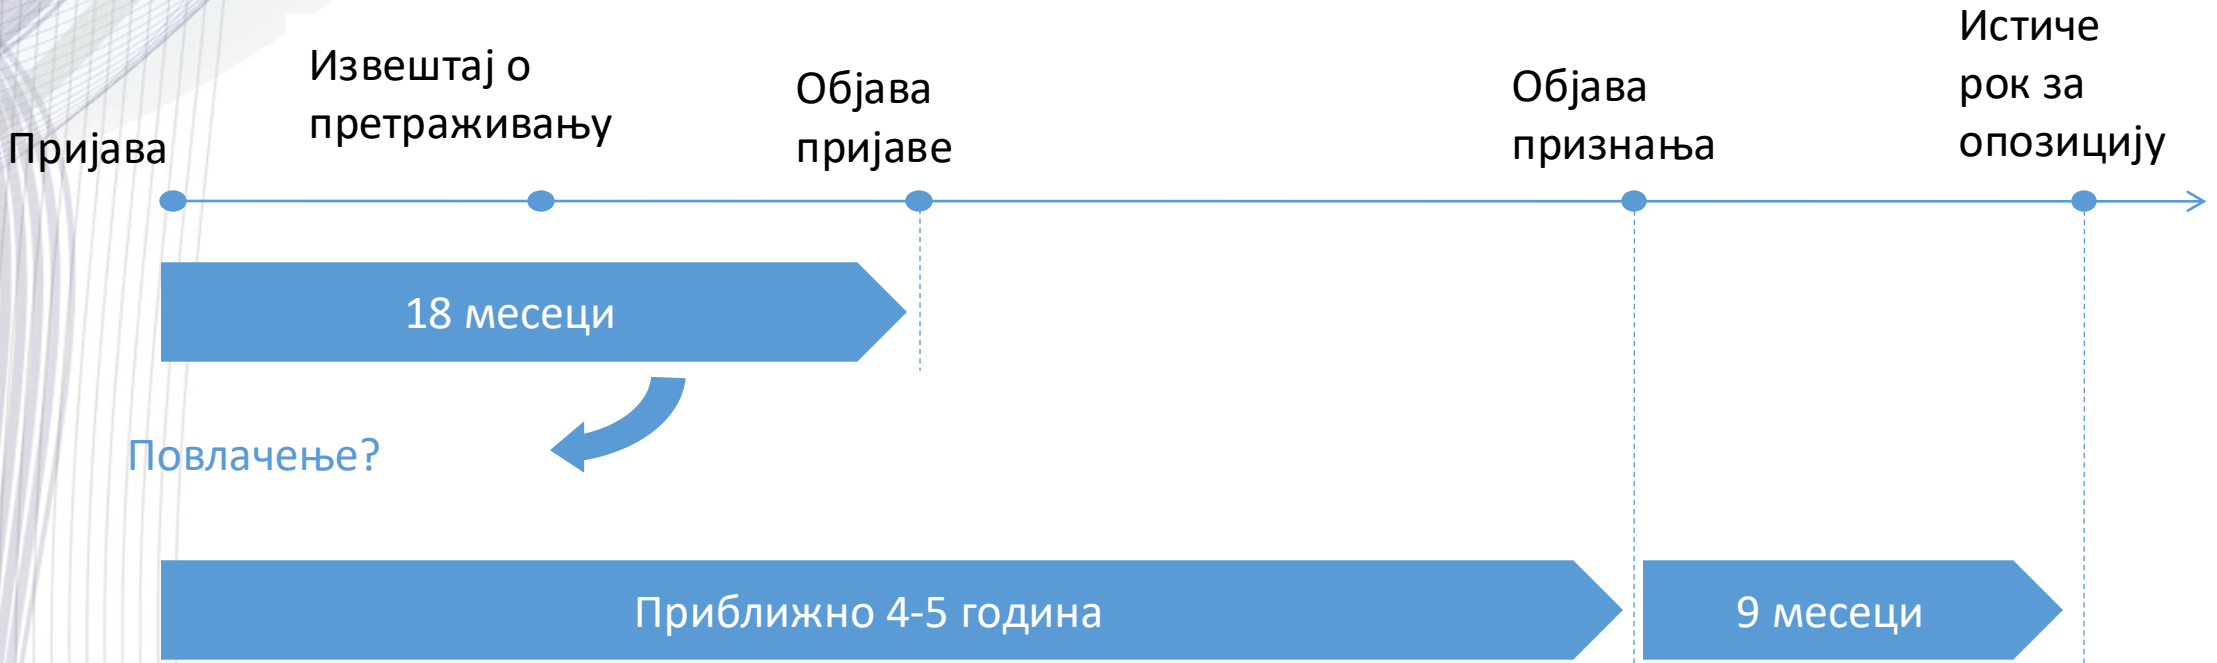 Пријава
Извештај о
претраживању
Објава
пријаве
Објава
признања
Истиче
рок за
опозицију
18 месеци
Повлачење?
Приближно 4-5 година
9 месеци